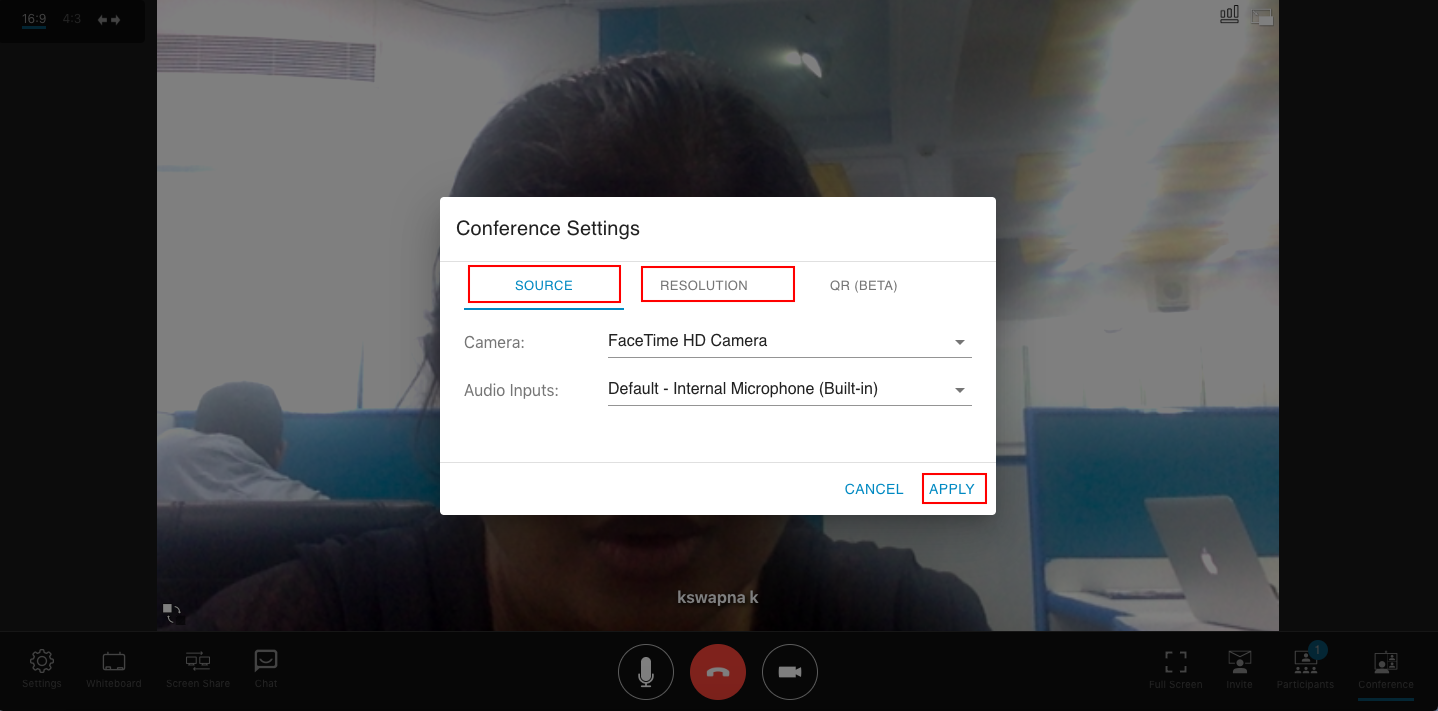 16:9 4:3
Conference Settings
SOURCE RESOLUTION QR (BETA)
Camera: FaceTime HD Camera
Audio Inputs: Default - Internal Microphone (Built-in)
CANCEL APPLY
kswapna k
1
Settings Whiteboard Screen Share Chat Full Screen Invite Participants Conference